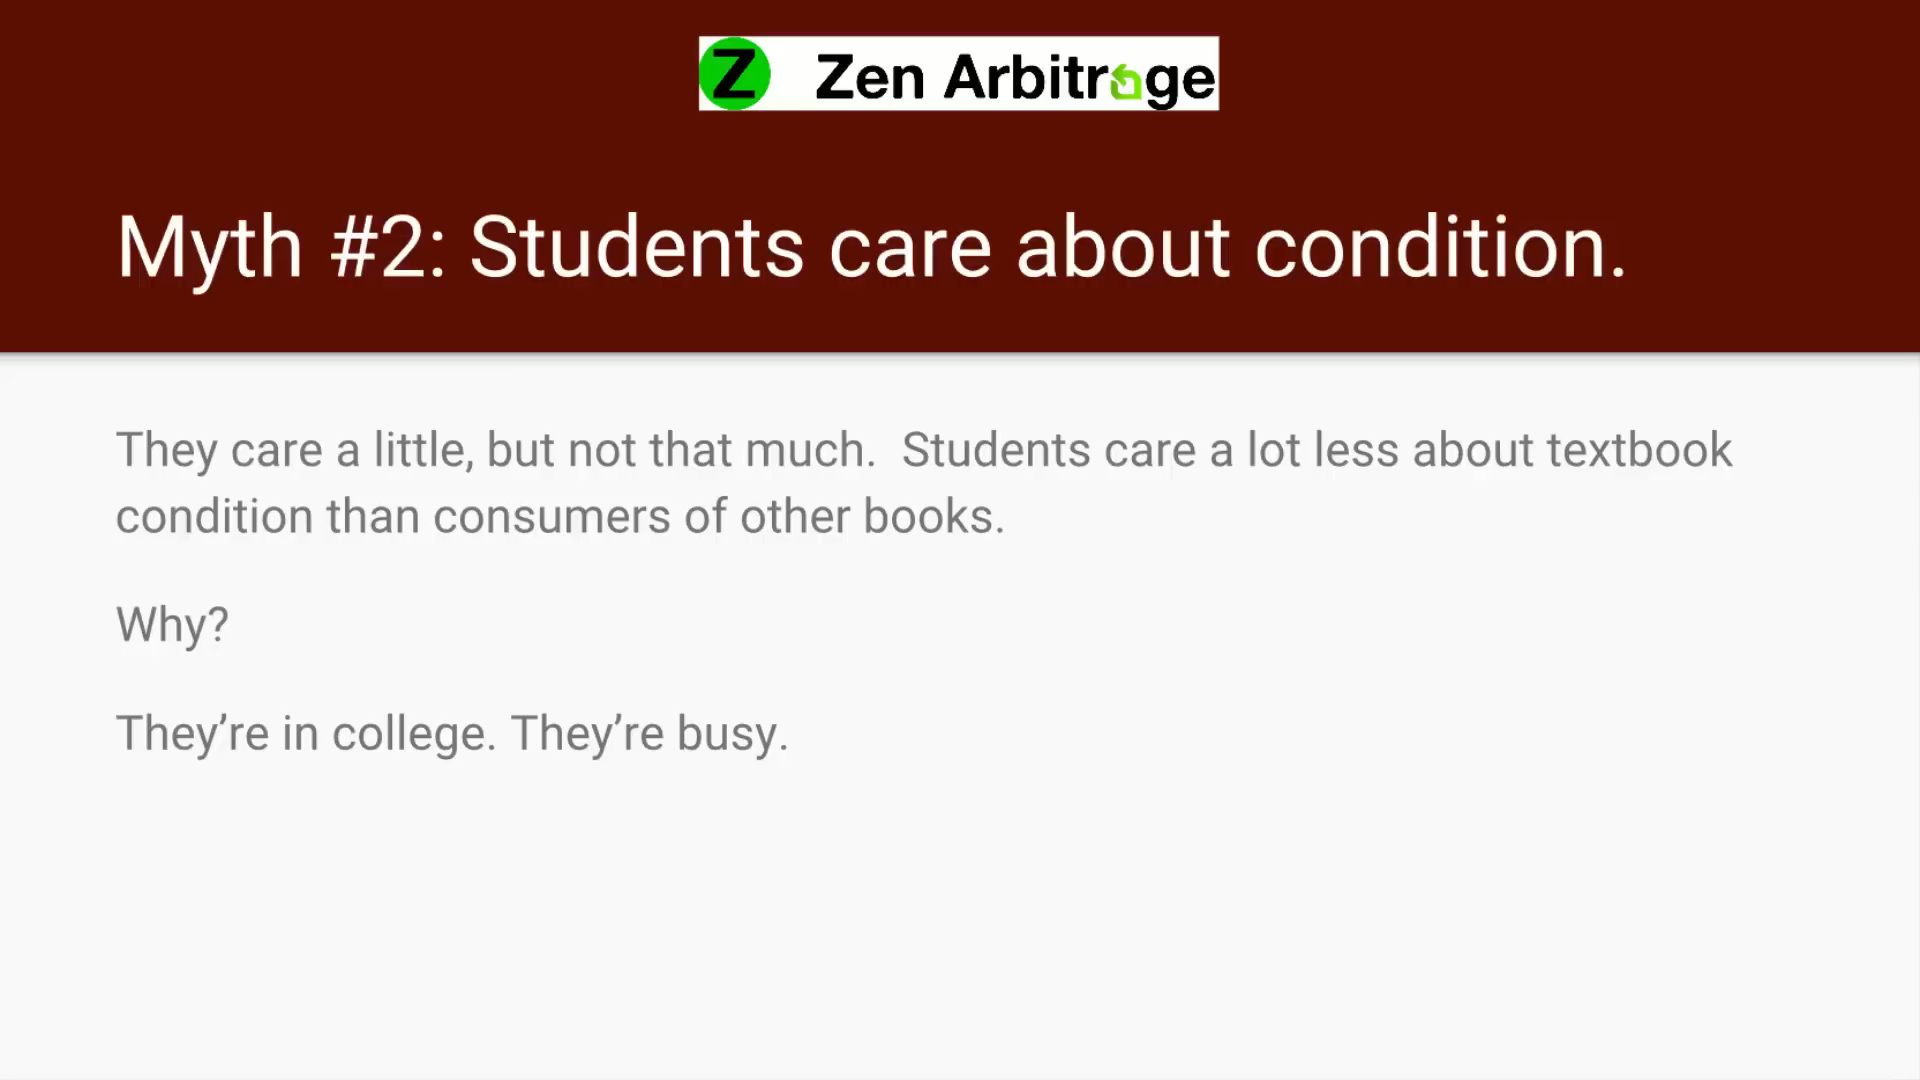 Z Zen Arbitrage
Myth #2: Students care about condition.
They care a little, but not that much.  Students care a lot less about textbook
condition than consumers of other books.
Why?
They’re in college. They’re busy.